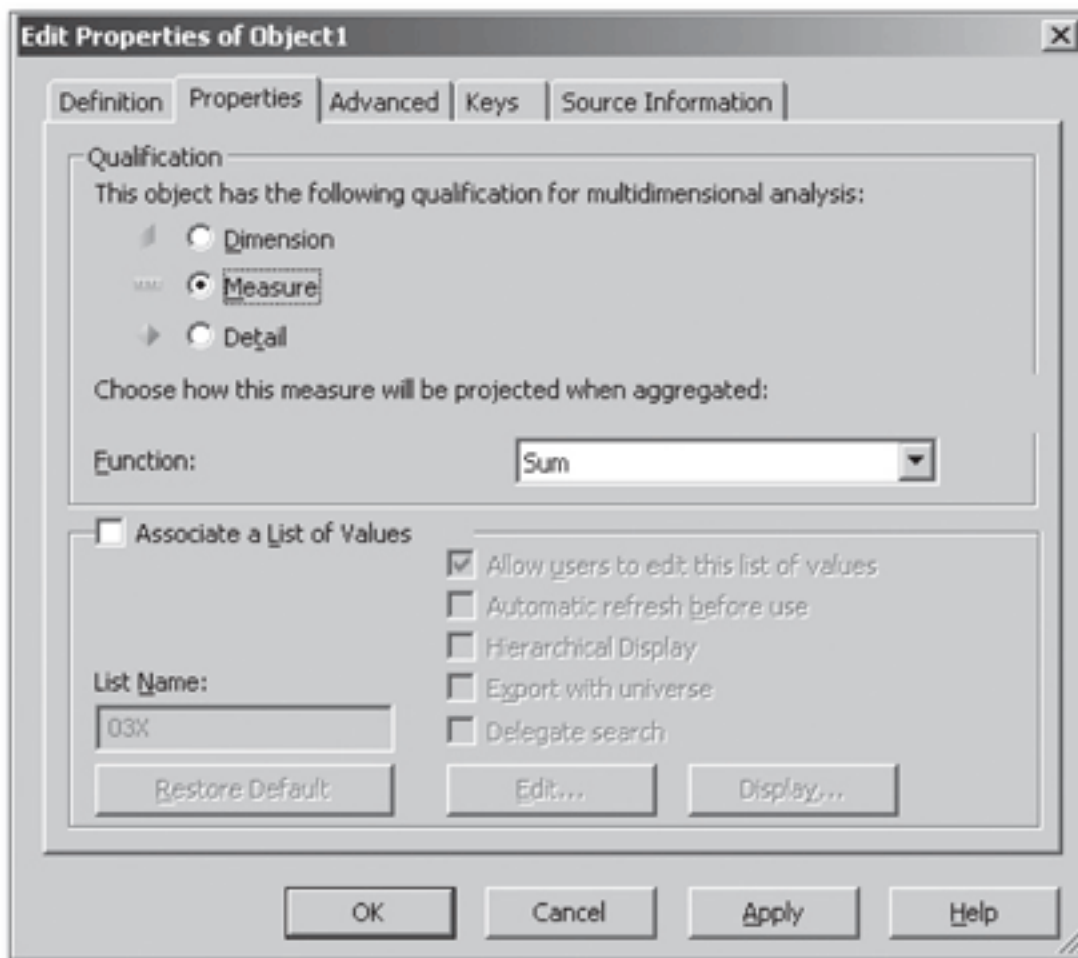 Edit Properties of Object1
Definition Properties Advanced Keys Source Information
Qualification
This object has the following qualification for multidimensional analysis:
Dimension
Measure
Detail
Choose how this measure will be projected when aggregated:
Function: Sum
Associate a List of Values
Allow users to edit this list of values
Automatic refresh before use
Hierarchical Display
List Name:
Export with universe
03X
Delegate search
Restore Default Edit... Display...
OK Cancel Apply Help